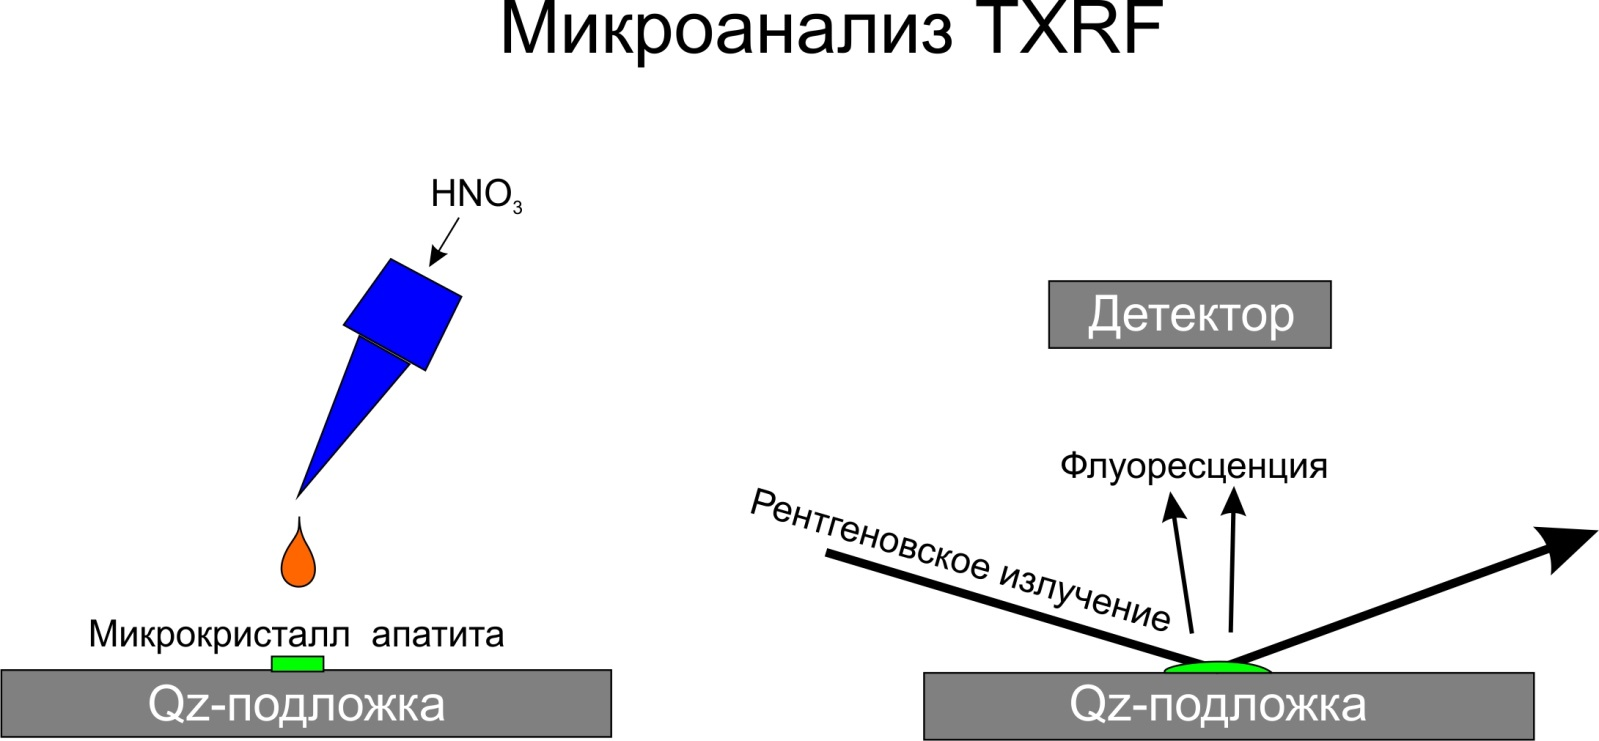 Микроанализ TXRF
HNO₃
Микрокристалл апатита
Qz-подложка
Детектор
Флуоресценция
Рентгеновское излучение
Qz-подложка